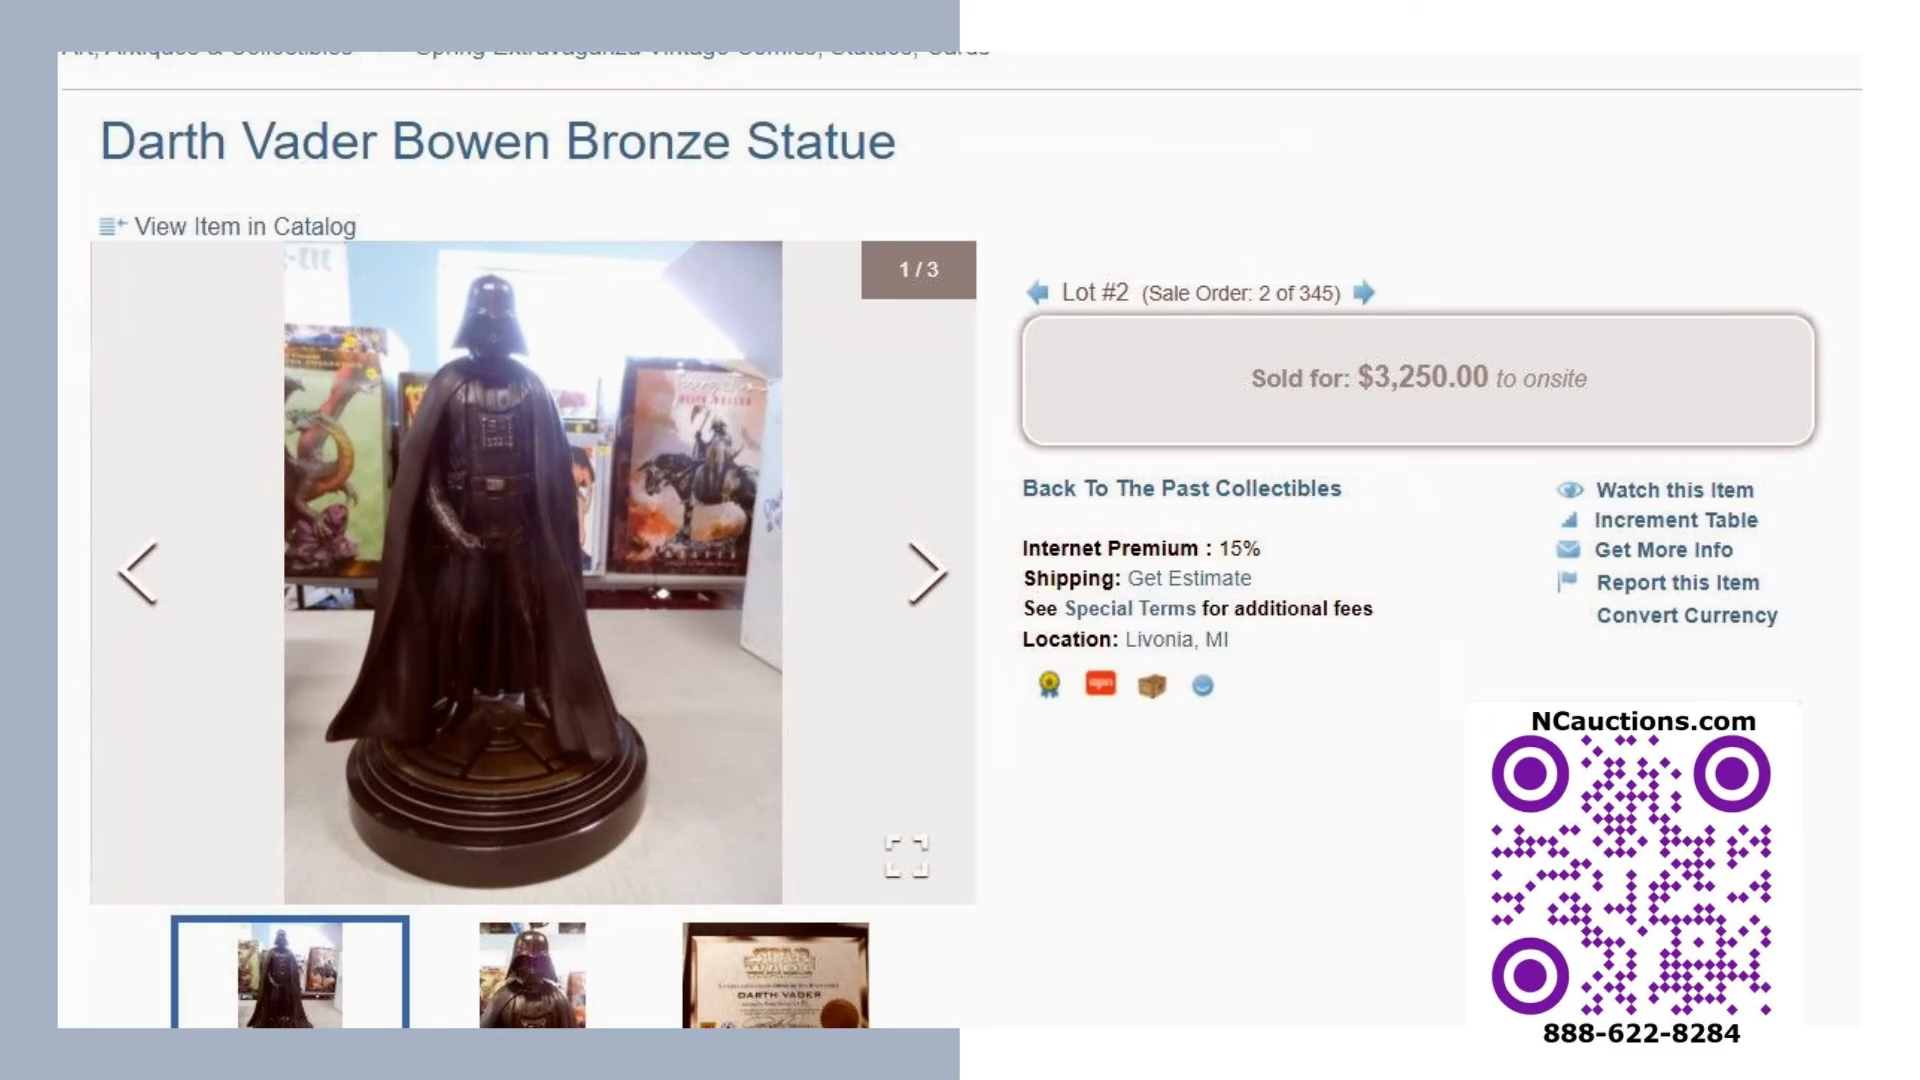 Darth Vader Bowen Bronze Statue
View Item in Catalog
1 / 3
Lot #2 (Sale Order: 2 of 345)
Sold for: $3,250.00 to onsite
Back To The Past Collectibles
Internet Premium : 15%
Shipping: Get Estimate
See Special Terms for additional fees
Location: Livonia, MI
Watch this Item
Increment Table
Get More Info
Report this Item
Convert Currency
NCauctions.com
888-622-8284
DARTH VADER